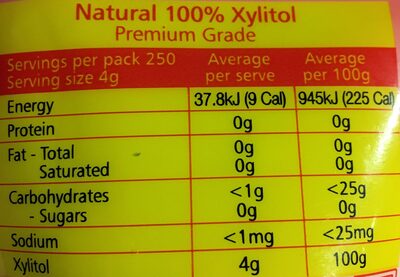 Natural 100% Xylitol
Premium Grade
Servings per pack 250 Average Average
Serving size 4g per serve per 100g
Energy 37.8kJ (9 Cal) 945kJ (225 Cal)
Protein 0g 0g
Fat - Total 0g 0g
Saturated 0g 0g
Carbohydrates <1g <25g
- Sugars 0g 0g
Sodium <1mg <25mg
Xylitol 4g 100g